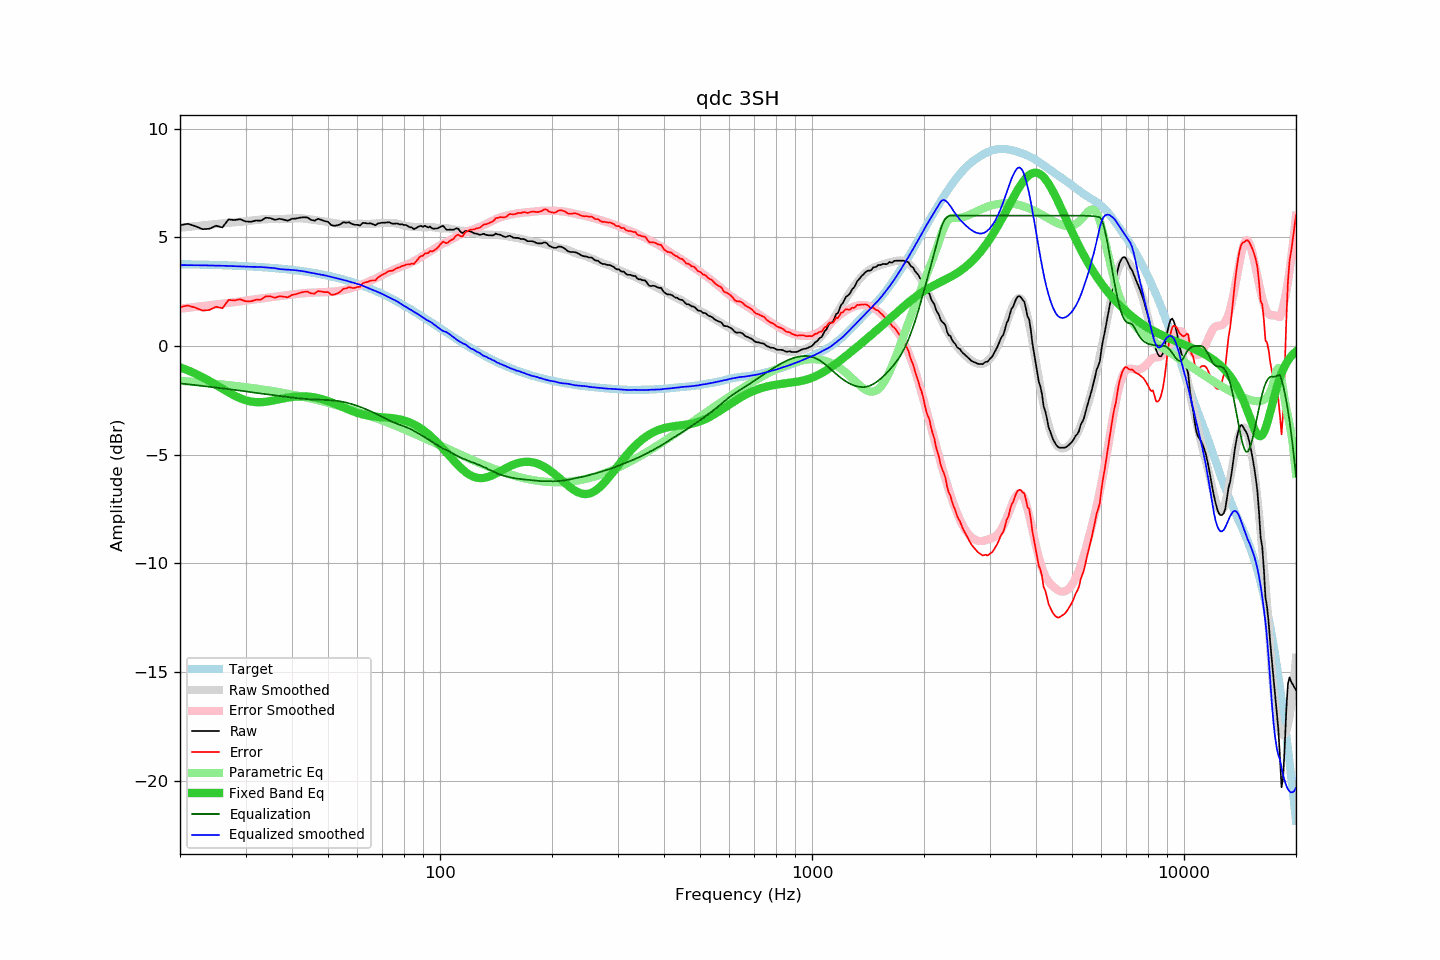 qdc 3SH
10
5
0
−5
−10
−15
−20
Amplitude (dBr)
Target
Raw Smoothed
Error Smoothed
Raw
Error
Parametric Eq
Fixed Band Eq
Equalization
Equalized smoothed
100
1000
10000
Frequency (Hz)